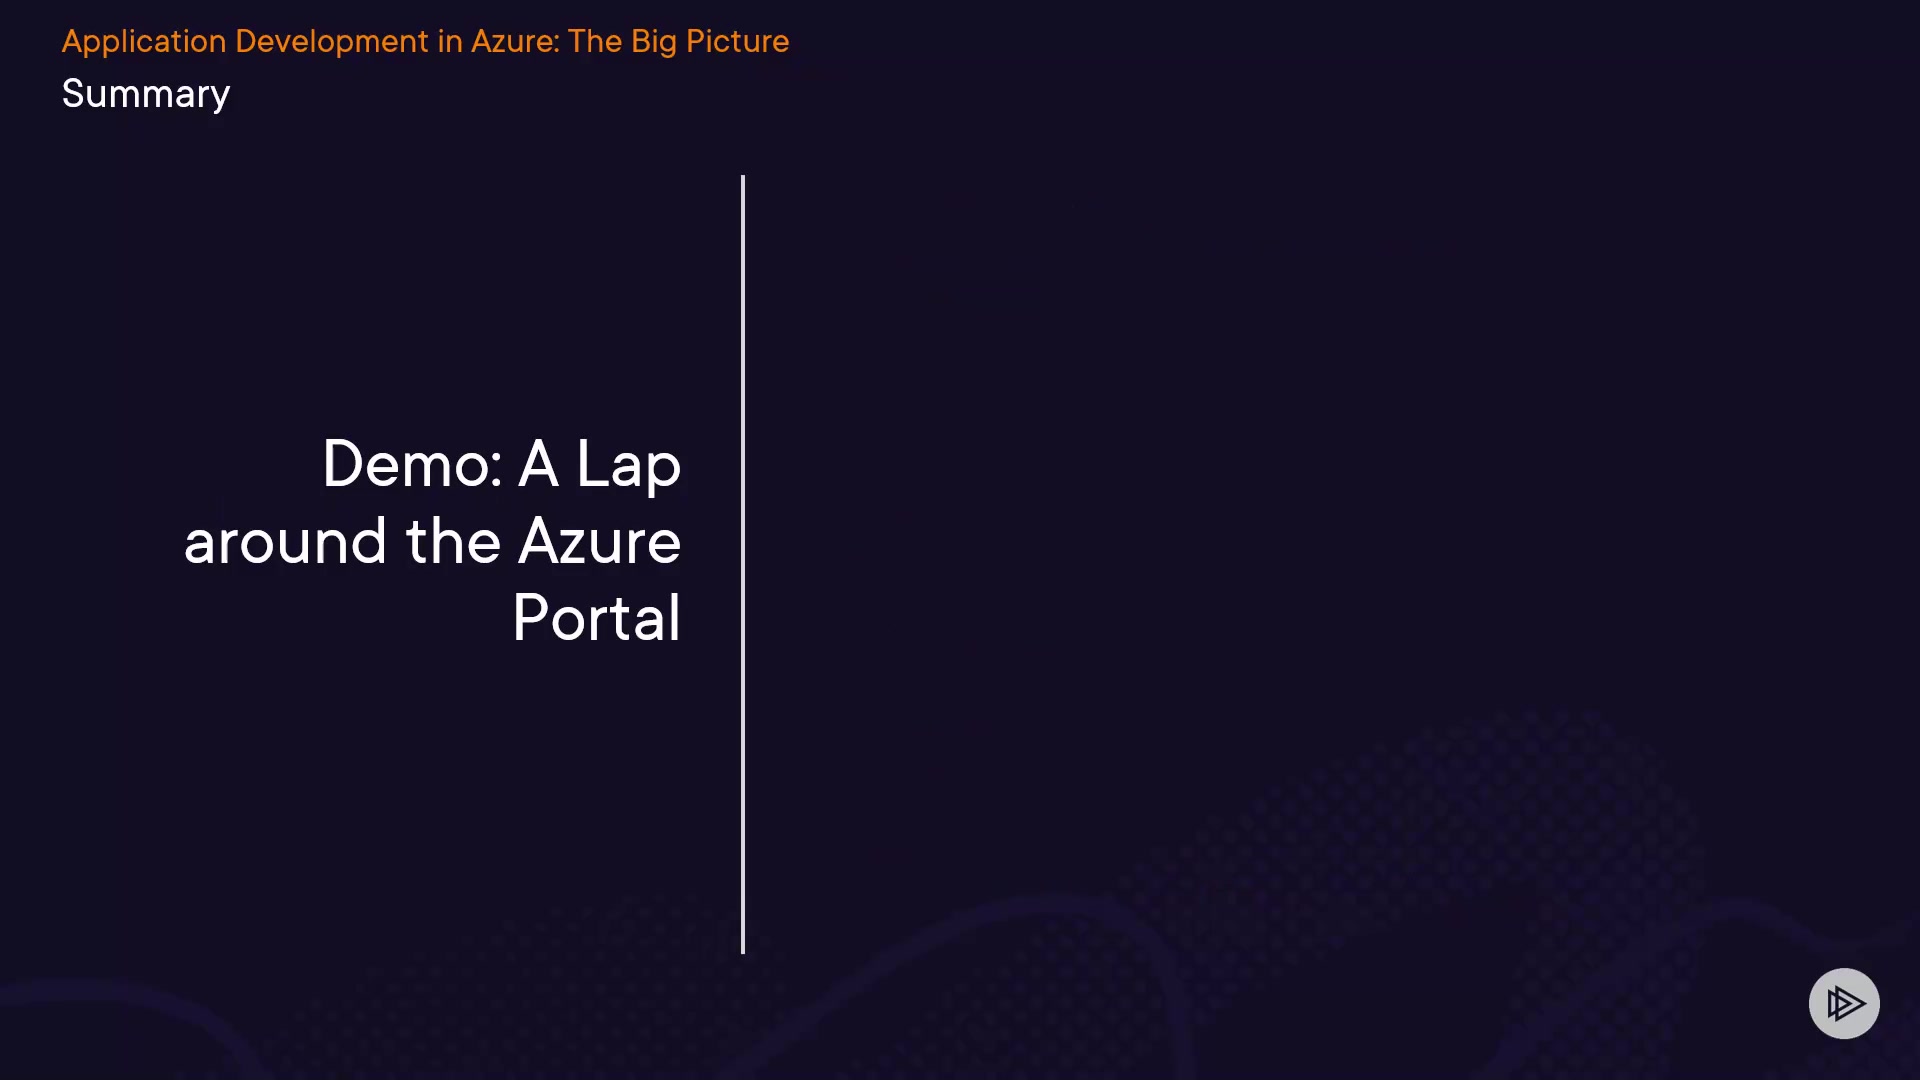 Application Development in Azure: The Big Picture
Summary
Demo: A Lap
around the Azure
Portal